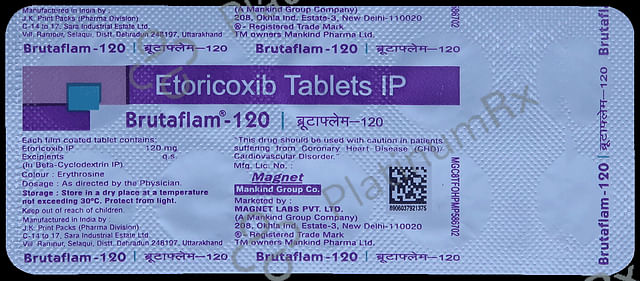 Manufactured in India by :
J.K. Print Packs (Pharma Division)
C-14 to 17, Sara Industrial Estate Ltd.
Vill. Rampur, Selaqui, Distt. Dehradun 248197, Uttarakhand
(A Mankind Group Company)
208, Okhla Ind. Estate-3, New Delhi-110020
®- Registered Trade Mark
TM owners Mankind Pharma Ltd.
Brutaflam-120 | ब्रूटाफ्लेम–120
Brutaflam-120 | ब्रूटाफ्लेम–120
Etoricoxib Tablets IP
Brutaflam®-120 | ब्रूटाफ्लेम–120
Each film coated tablet contains:
Etoricoxib IP 120 mg
Excipients q.s.
(In Beta-Cyclodextrin IP).
Colour : Erythrosine
Dosage : As directed by the Physician.
Storage : Store in a dry place at a temperature
not exceeding 30ºC. Protect from light.
Keep out of reach of children.
Manufactured in India by :
J.K. Print Packs (Pharma Division)
C-14 to 17, Sara Industrial Estate Ltd.
Vill. Rampur, Selaqui, Distt. Dehradun 248197, Uttarakhand
"This drug should be used with caution in patients
suffering from Coronary Heart Disease (CHD)/
Cardiovascular Disorder."
Mfg. Lic. No. :
Magnet
Mankind Group Co.
Marketed by :
MAGNET LABS PVT. LTD.
(A Mankind Group Company)
208, Okhla Ind. Estate-3, New Delhi-110020
®- Registered Trade Mark
TM owners Mankind Pharma Ltd.
8906037921375
Brutaflam-120 | ब्रूटाफ्लेम–120
Brutaflam-120 | ब्रूटाफ्लेम–120
Brutaflam-120 | ब्रूटाफ्लेम–120
PlatinumRx